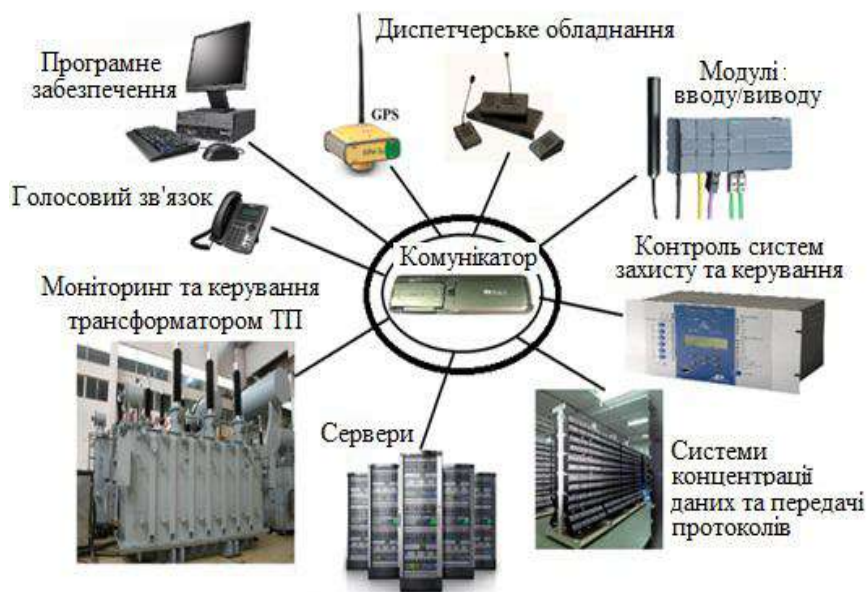 Диспетчерське обладнання
Програмне
забезпечення
GPS
Модулі:
вводу/виводу
Голосовий зв'язок
Комунікатор
Контроль систем
захисту та керування
Моніторинг та керування
трансформатором ТП
Сервери
Системи
концентрації
даних та передачі
протоколів